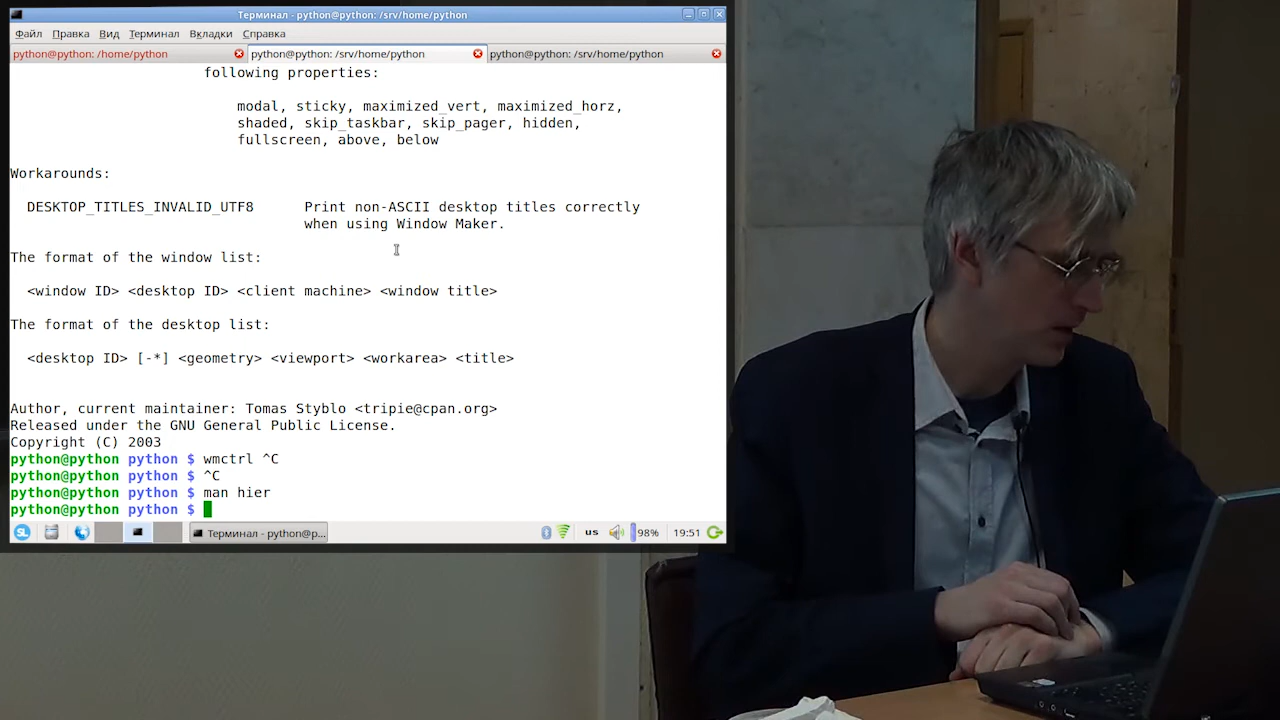 Терминал - python@python: /srv/home/python
Файл Правка Вид Терминал Вкладки Справка
python@python: /home/python python@python: /srv/home/python python@python: /srv/home/python
following properties:
modal, sticky, maximized_vert, maximized_horz,
shaded, skip_taskbar, skip_pager, hidden,
fullscreen, above, below
Workarounds:
DESKTOP_TITLES_INVALID_UTF8 Print non-ASCII desktop titles correctly
when using Window Maker.
The format of the window list:
<window ID> <desktop ID> <client machine> <window title>
The format of the desktop list:
<desktop ID> [-*] <geometry> <viewport> <workarea> <title>
Author, current maintainer: Tomas Styblo <tripie@cpan.org>
Released under the GNU General Public License.
Copyright (C) 2003
python@python python $ wmctrl ^C
python@python python $ ^C
python@python python $ man hier
python@python python $
Терминал - python@p... us 98% 19:51